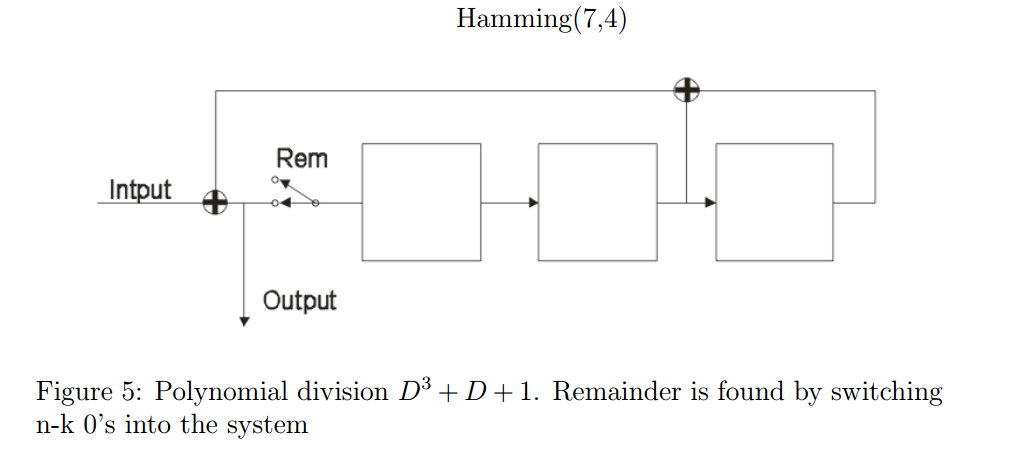 Hamming(7,4)
Rem
Intput
Output
Figure 5: Polynomial division $D^3 + D + 1$. Remainder is found by switching
n-k 0's into the system